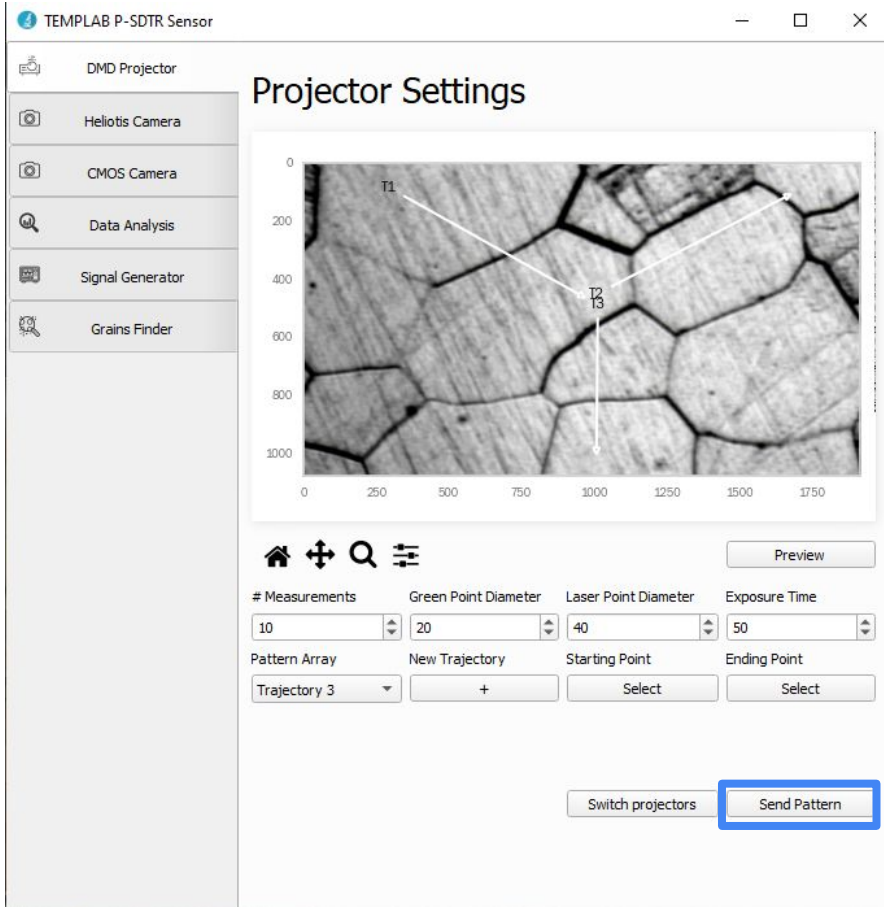 TEMPLAB P-SDTR Sensor
DMD Projector
Heliotis Camera
CMOS Camera
Data Analysis
Signal Generator
Grains Finder
Projector Settings
0
200
400
600
800
1000
T1
T2
T3
0 250 500 750 1000 1250 1500 1750
Preview
# Measurements Green Point Diameter Laser Point Diameter Exposure Time
10 20 40 50
Pattern Array New Trajectory Starting Point Ending Point
Trajectory 3 + Select Select
Switch projectors Send Pattern